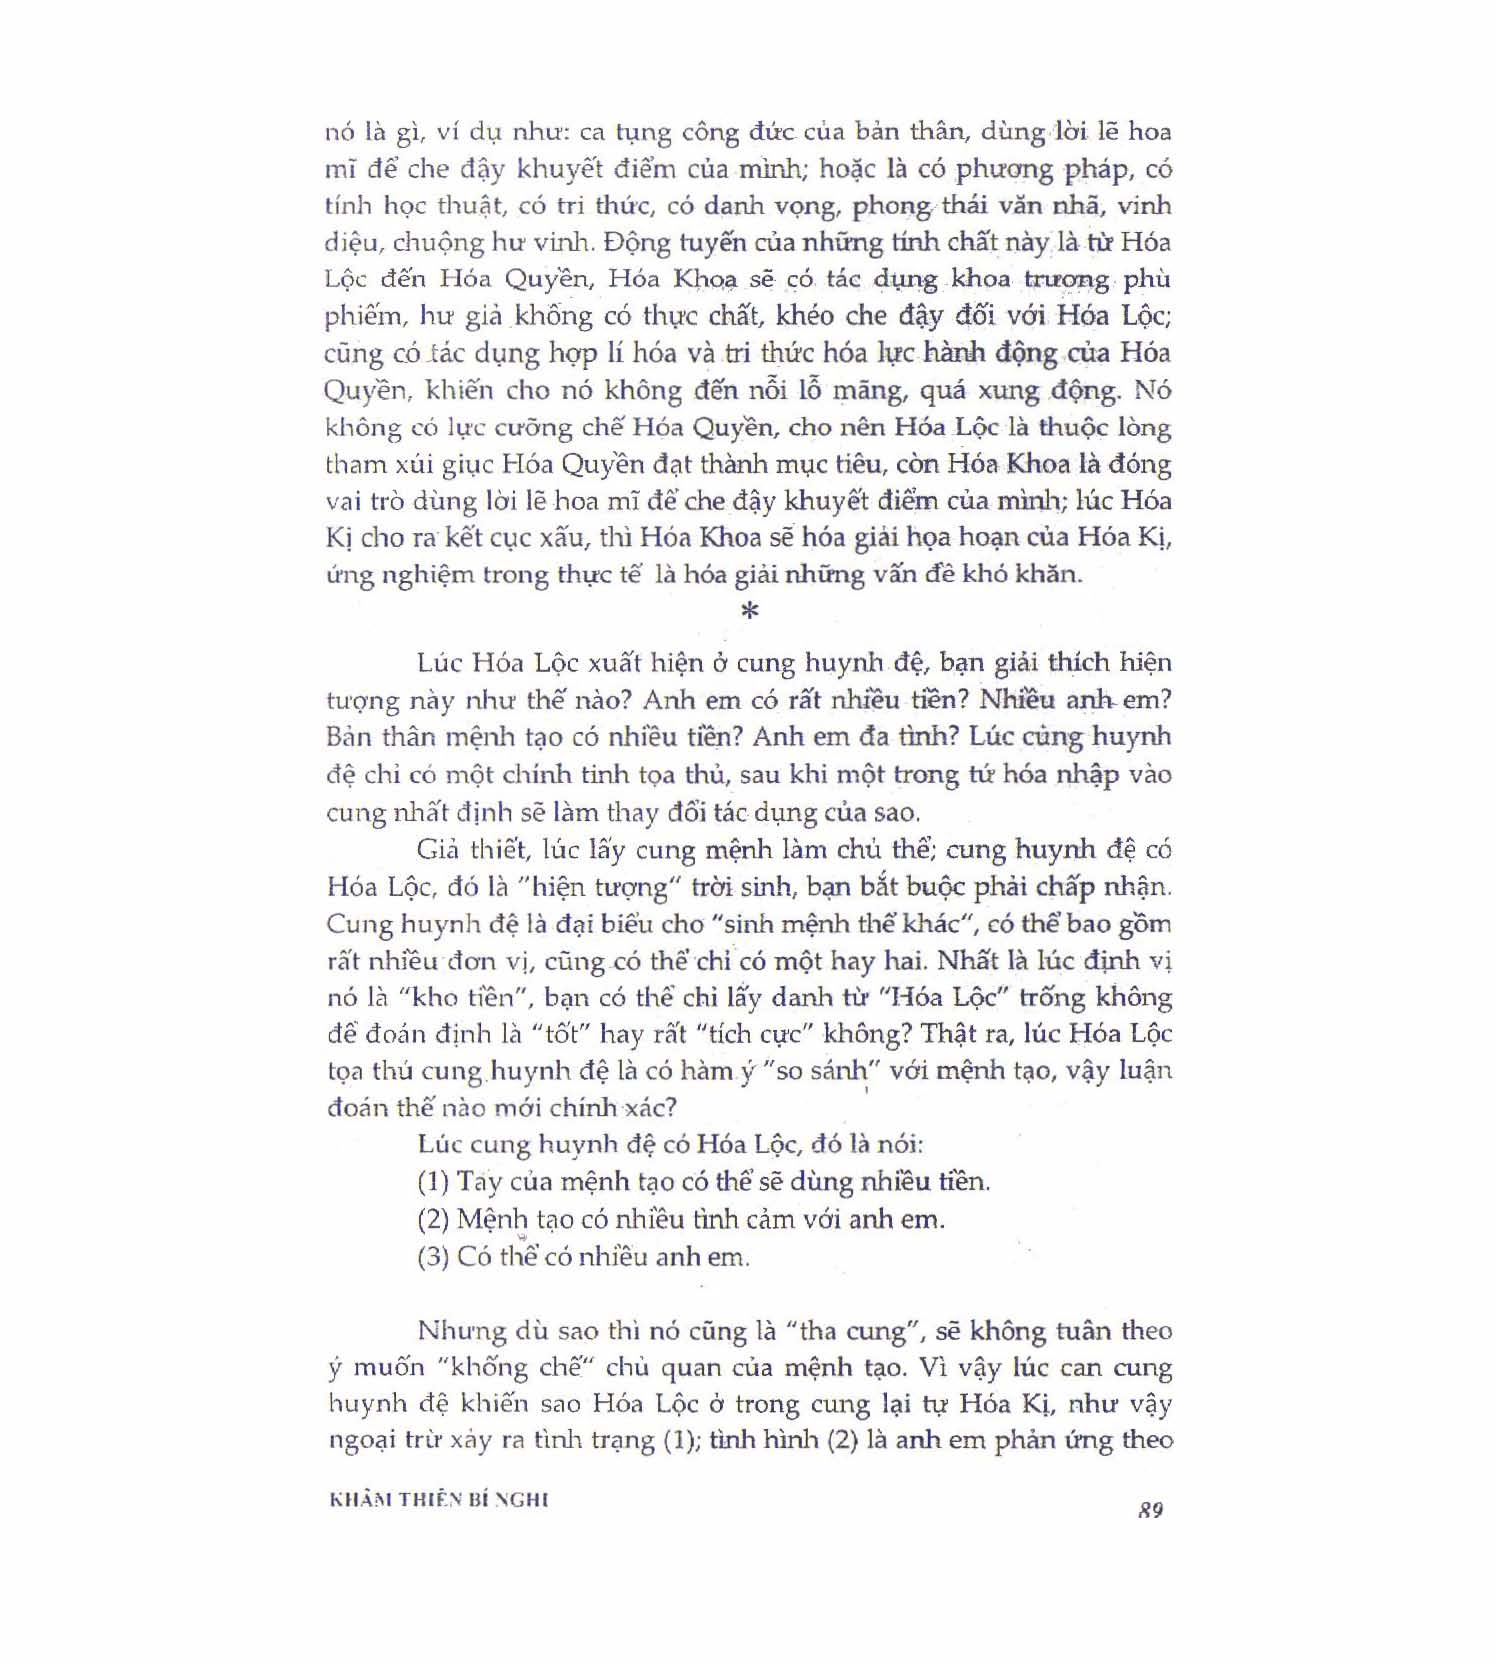 nó là gì, ví dụ như: ca tụng công đức của bản thân, dùng lời lẽ hoa
mĩ để che đậy khuyết điểm của mình; hoặc là có phương pháp, có
tính học thuật, có tri thức, có danh vọng, phong thái văn nhã, vinh
diệu, chuộng hư vinh. Động tuyến của những tính chất này là từ Hóa
Lộc đến Hóa Quyền, Hóa Khoa sẽ có tác dụng khoa trương phù
phiếm, hư giả không có thực chất, khéo che đậy đối với Hóa Lộc;
cũng có tác dụng hợp lí hóa và tri thức hóa lực hành động của Hóa
Quyền, khiến cho nó không đến nỗi lỗ mãng, quá xung động. Nó
không có lực cưỡng chế Hóa Quyền, cho nên Hóa Lộc là thuộc lòng
tham xúi giục Hóa Quyền đạt thành mục tiêu, còn Hóa Khoa là đóng
vai trò dùng lời lẽ hoa mĩ để che đậy khuyết điểm của mình; lúc Hóa
Kị cho ra kết cục xấu, thì Hóa Khoa sẽ hóa giải họa hoạn của Hóa Kị,
ứng nghiệm trong thực tế là hóa giải những vấn đề khó khăn.
*
Lúc Hóa Lộc xuất hiện ở cung huynh đệ, bạn giải thích hiện
tượng này như thế nào? Anh em có rất nhiều tiền? Nhiều anh em?
Bản thân mệnh tạo có nhiều tiền? Anh em đa tình? Lúc cung huynh
đệ chỉ có một chính tinh tọa thủ, sau khi một trong tứ hóa nhập vào
cung nhất định sẽ làm thay đổi tác dụng của sao.
Giả thiết, lúc lấy cung mệnh làm chủ thể; cung huynh đệ có
Hóa Lộc, đó là "hiện tượng" trời sinh, bạn bắt buộc phải chấp nhận.
Cung huynh đệ là đại biểu cho "sinh mệnh thể khác", có thể bao gồm
rất nhiều đơn vị, cũng có thể chỉ có một hay hai. Nhất là lúc định vị
nó là "kho tiền", bạn có thể chỉ lấy danh từ "Hóa Lộc" trống không
để đoán định là "tốt" hay rất "tích cực" không? Thật ra, lúc Hóa Lộc
tọa thủ cung huynh đệ là có hàm ý "so sánh" với mệnh tạo, vậy luận
đoán thế nào mới chính xác?
Lúc cung huynh đệ có Hóa Lộc, đó là nói:
(1) Tay của mệnh tạo có thể sẽ dùng nhiều tiền.
(2) Mệnh tạo có nhiều tình cảm với anh em.
(3) Có thể có nhiều anh em.
Nhưng dù sao thì nó cũng là "tha cung", sẽ không tuân theo
ý muốn "khống chế" chủ quan của mệnh tạo. Vì vậy lúc can cung
huynh đệ khiến sao Hóa Lộc ở trong cung lại tự Hóa Kị, như vậy
ngoại trừ xảy ra tình trạng (1); tình hình (2) là anh em phản ứng theo
KHÂM THIÊN BÍ NGHI
89